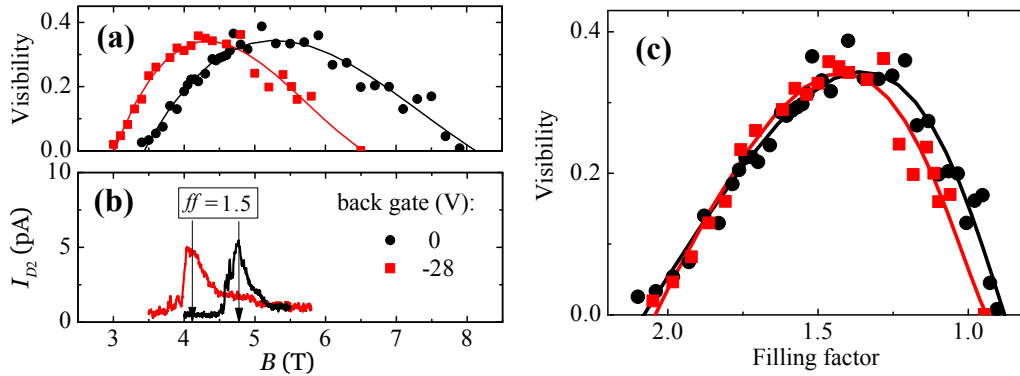 (a)
Visibility
0.4
0.2
0.0
(b)
I_D2 (pA)
10
5
0
ff = 1.5
back gate (V):
0
-28
3 4 5 6 7 8
B (T)
(c)
Visibility
0.4
0.2
0.0
2.0 1.5 1.0
Filling factor